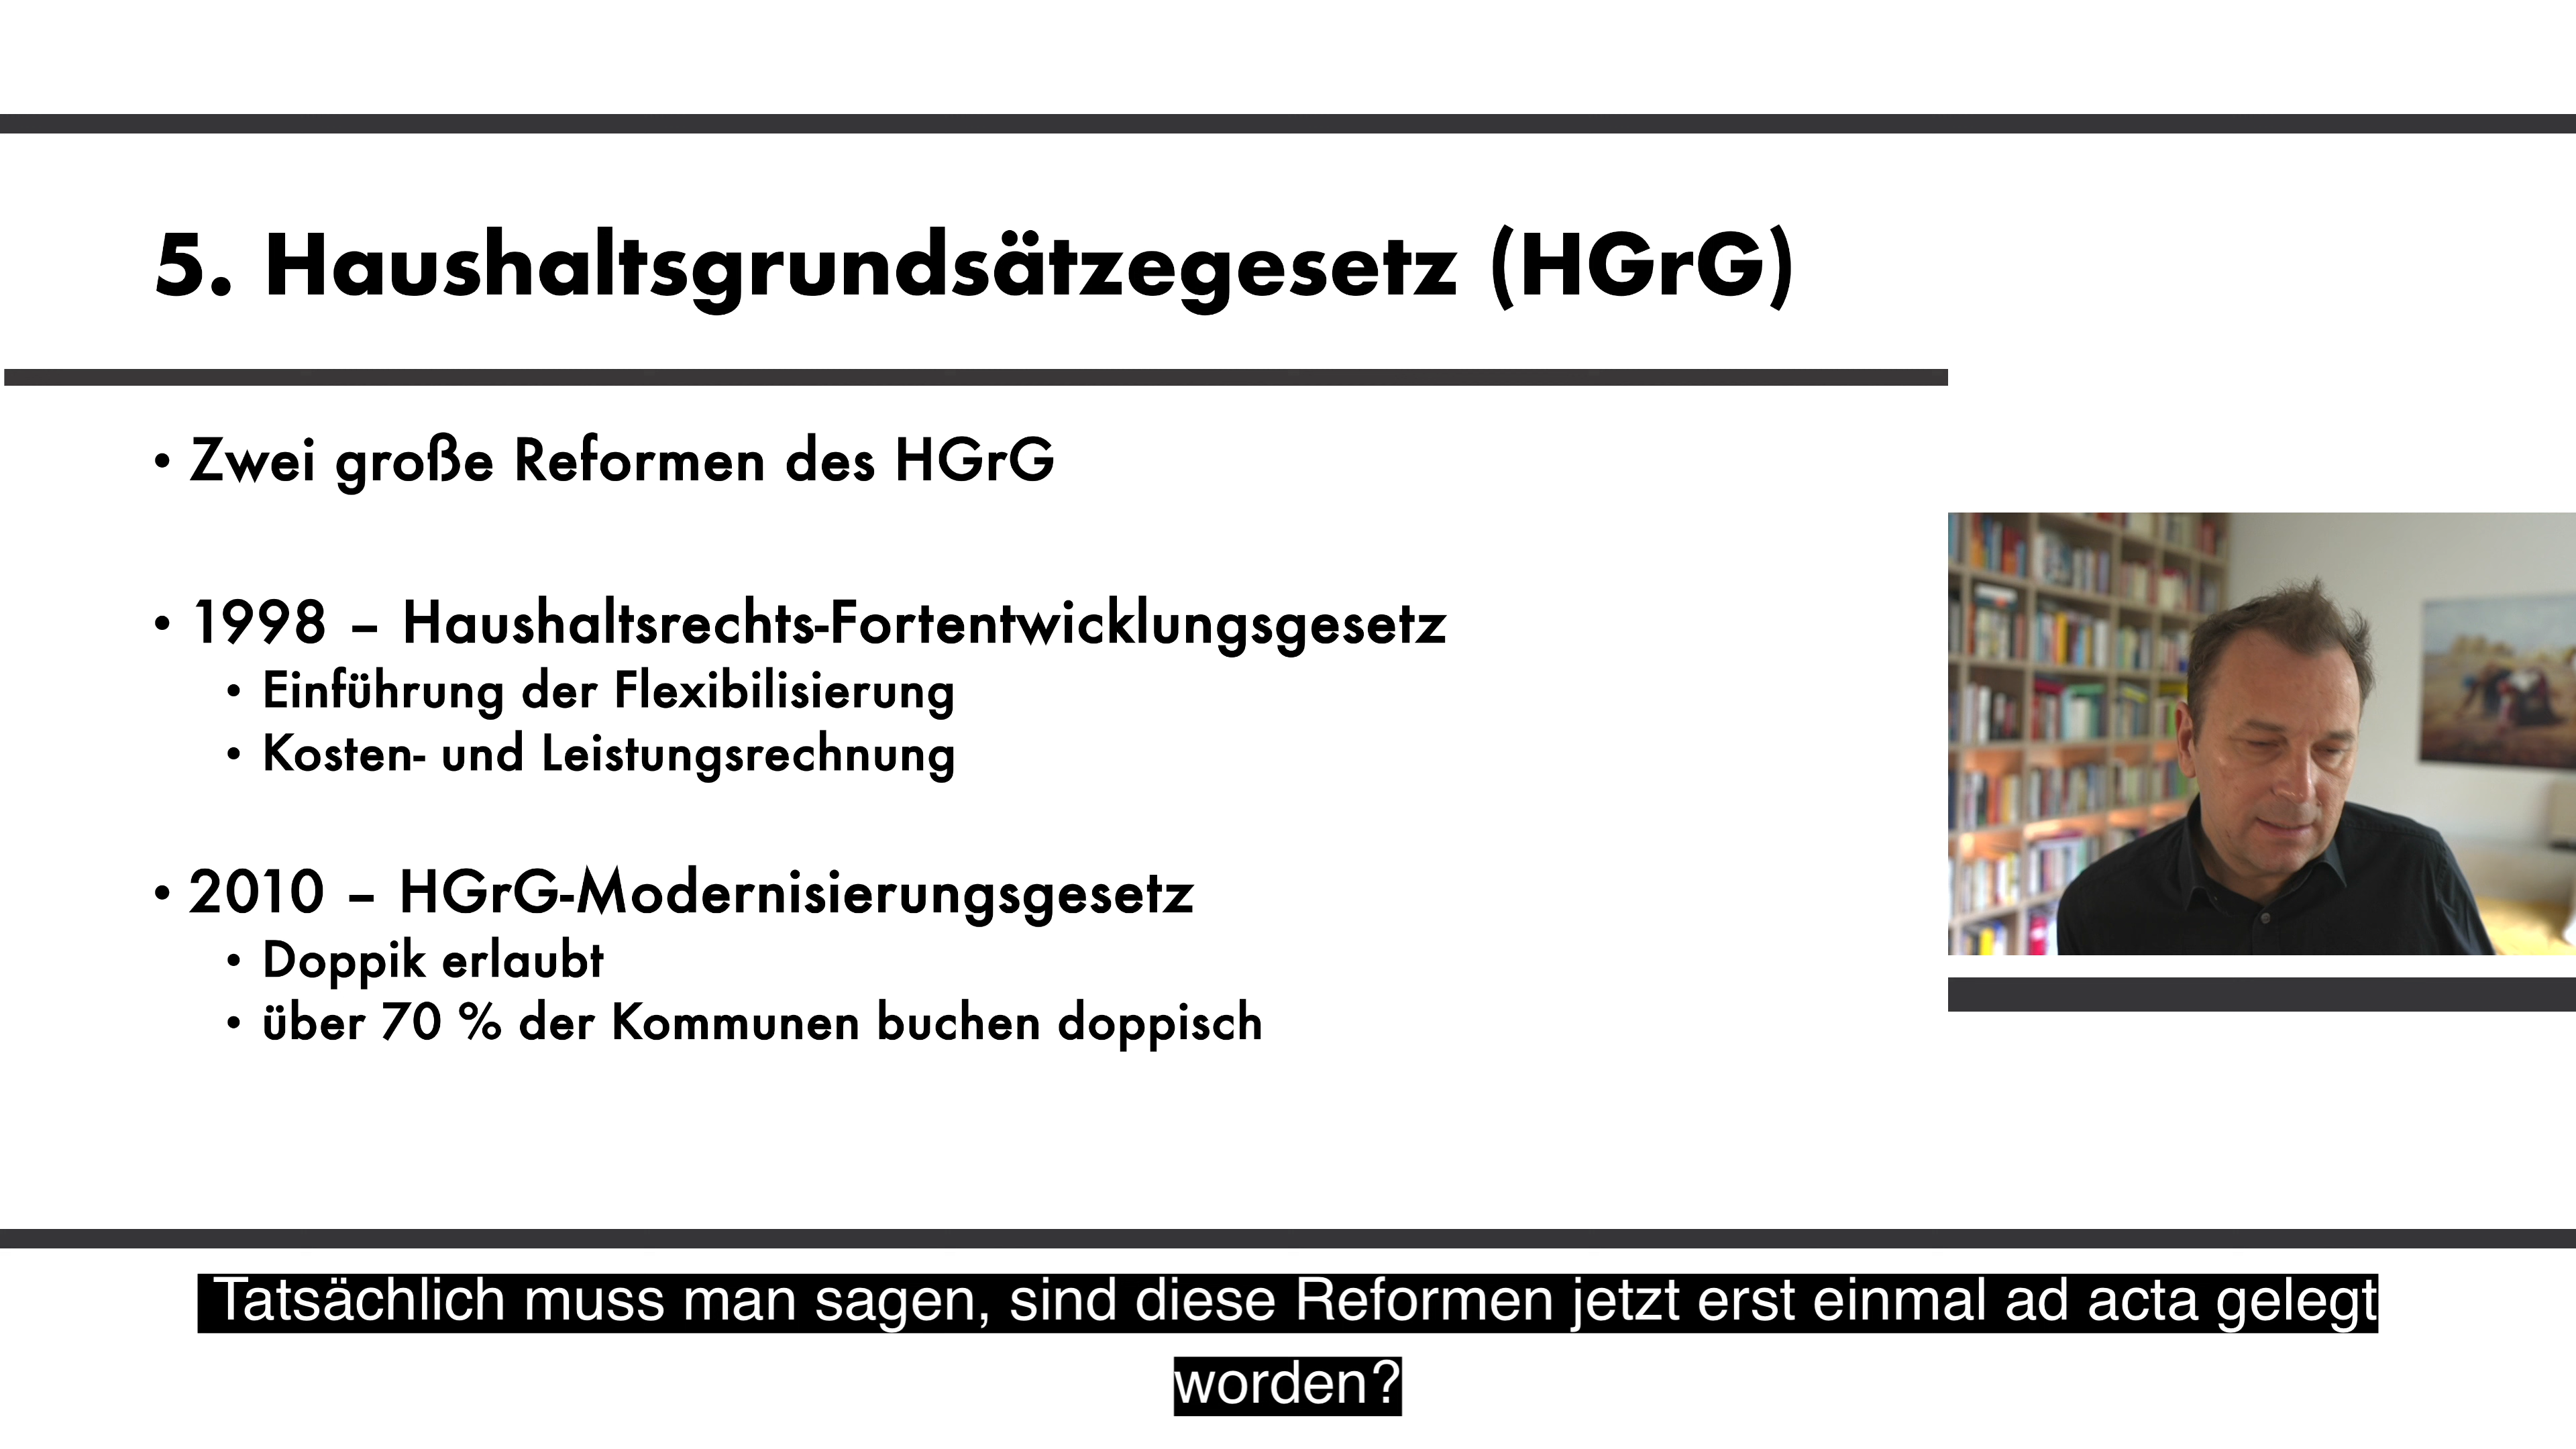 5. Haushaltsgrundsätzegesetz (HGrG)
• Zwei große Reformen des HGrG
• 1998 – Haushaltsrechts-Fortentwicklungsgesetz
• Einführung der Flexibilisierung
• Kosten- und Leistungsrechnung
• 2010 – HGrG-Modernisierungsgesetz
• Doppik erlaubt
• über 70 % der Kommunen buchen doppisch
Tatsächlich muss man sagen, sind diese Reformen jetzt erst einmal ad acta gelegt
worden?